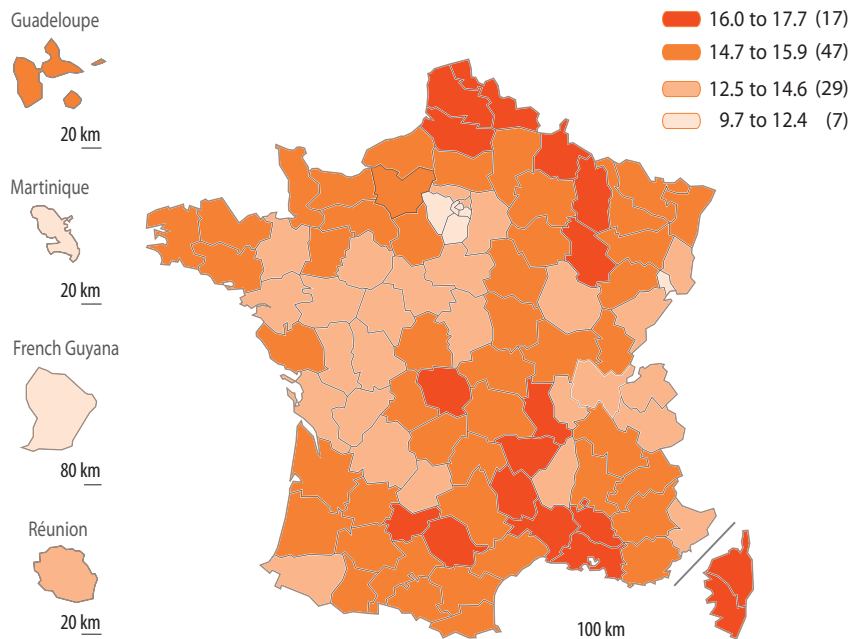 Guadeloupe
20 km
Martinique
20 km
French Guyana
80 km
Réunion
20 km
16.0 to 17.7 (17)
14.7 to 15.9 (47)
12.5 to 14.6 (29)
9.7 to 12.4 (7)
100 km